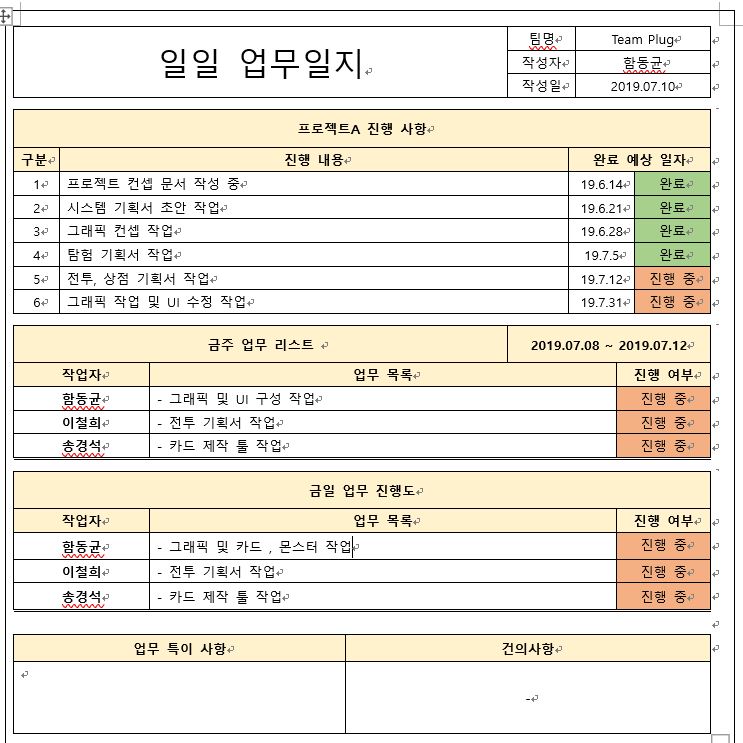 일일 업무일지
팀명 Team Plug
작성자 함동균
작성일 2019.07.10
프로젝트A 진행 사항
구분 진행 내용 완료 예상 일자
1 프로젝트 컨셉 문서 작성 중 19.6.14 완료
2 시스템 기획서 초안 작업 19.6.21 완료
3 그래픽 컨셉 작업 19.6.28 완료
4 탐험 기획서 작업 19.7.5 완료
5 전투, 상점 기획서 작업 19.7.12 진행 중
6 그래픽 작업 및 UI 수정 작업 19.7.31 진행 중
금주 업무 리스트 2019.07.08 ~ 2019.07.12
작업자 업무 목록 진행 여부
함동균 - 그래픽 및 UI 구성 작업 진행 중
이철희 - 전투 기획서 작업 진행 중
송경석 - 카드 제작 툴 작업 진행 중
금일 업무 진행도
작업자 업무 목록 진행 여부
함동균 - 그래픽 및 카드 , 몬스터 작업 진행 중
이철희 - 전투 기획서 작업 진행 중
송경석 - 카드 제작 툴 작업 진행 중
업무 특이 사항 건의사항
-